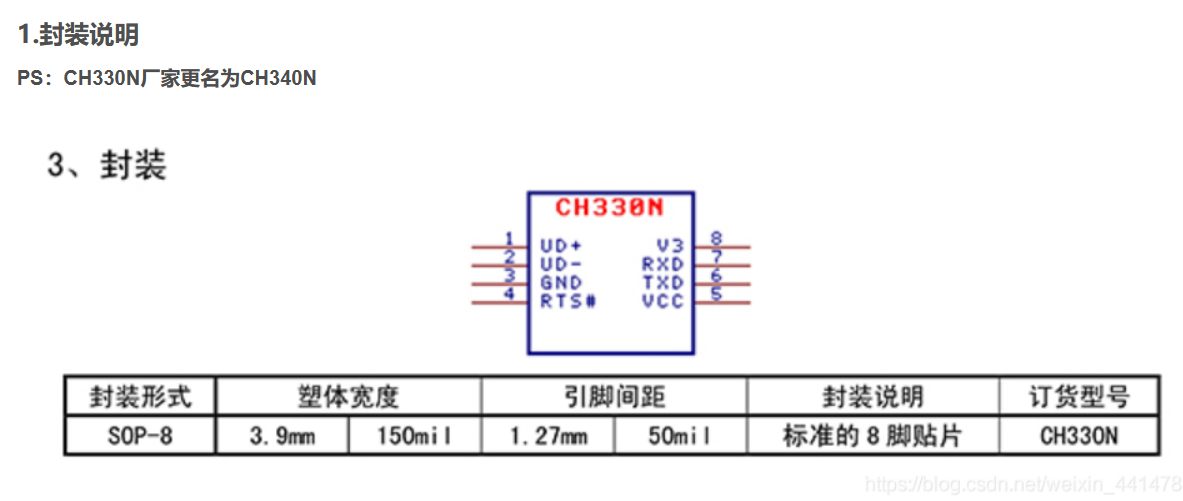 1.封装说明
PS：CH330N厂家更名为CH340N
3、封装
CH330N
1 UD+ V3 8
2 UD- RXD 7
3 GND TXD 6
4 RTS# VCC 5
封装形式 塑体宽度 引脚间距 封装说明 订货型号
SOP-8 3.9mm 150mil 1.27mm 50mil 标准的8脚贴片 CH330N
https://blog.csdn.net/weixin_441478